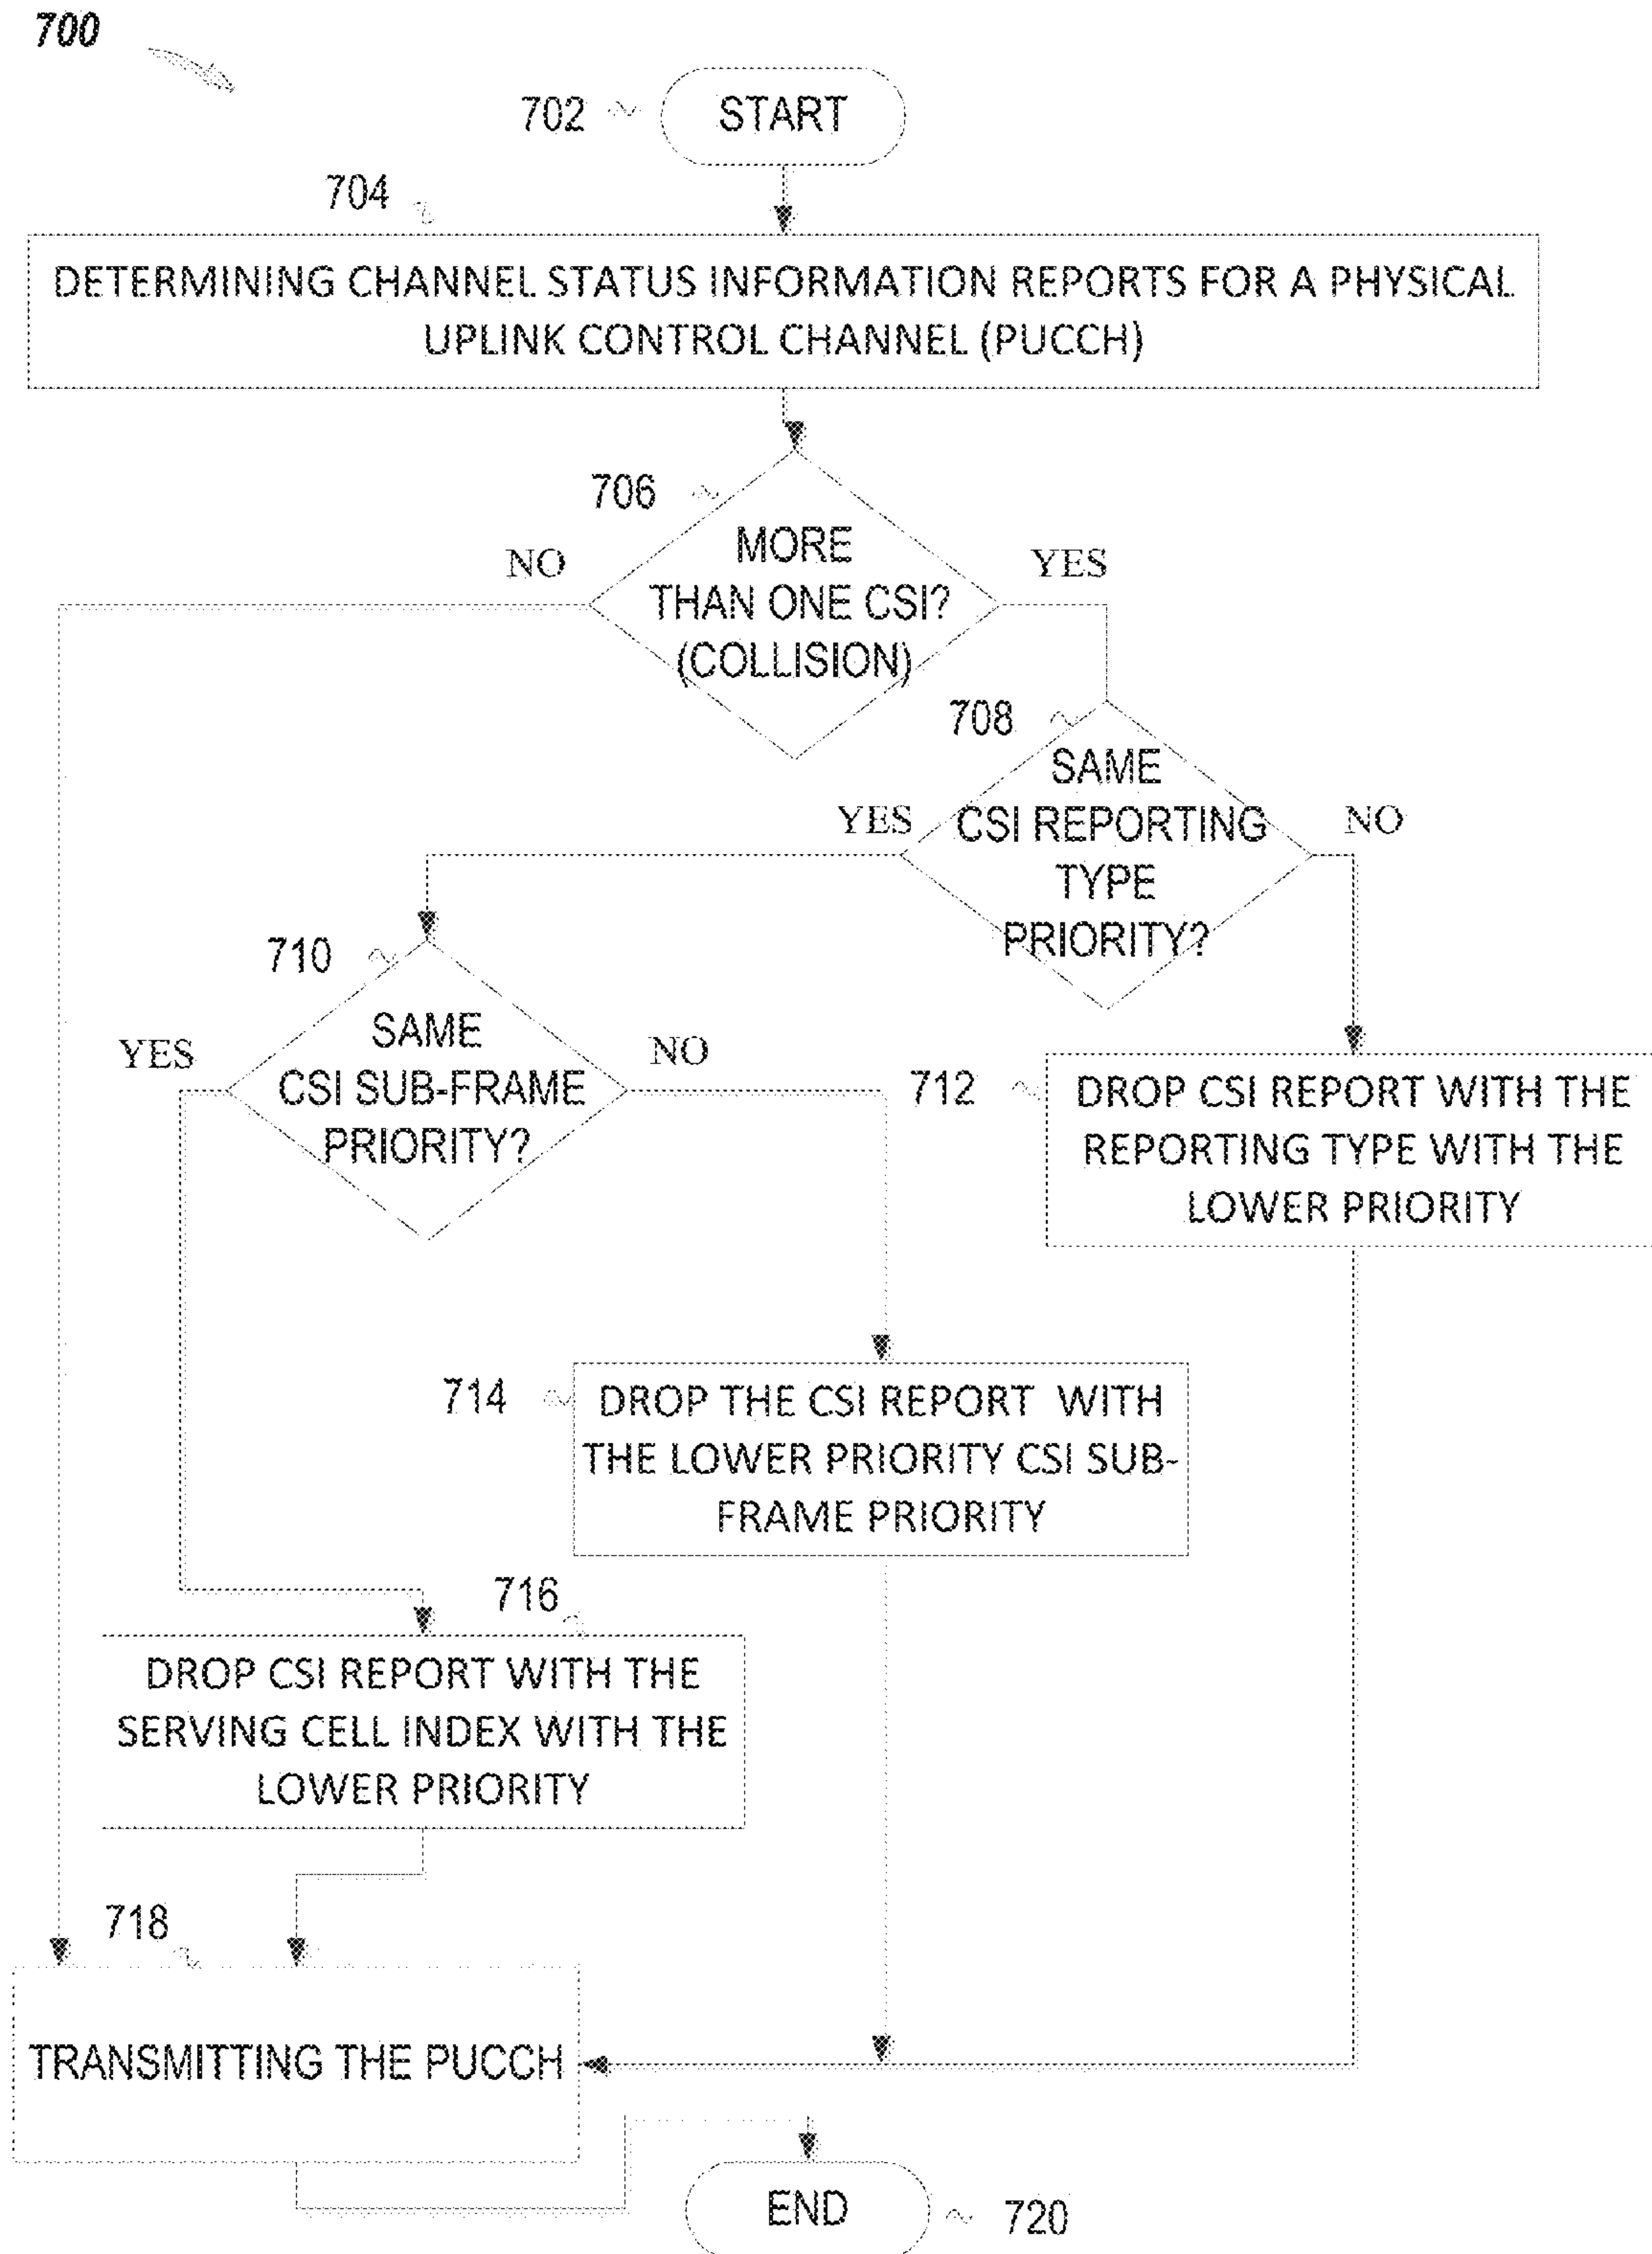 700
702
START
704
DETERMINING CHANNEL STATUS INFORMATION REPORTS FOR A PHYSICAL
UPLINK CONTROL CHANNEL (PUCCH)
706
MORE
THAN ONE CSI?
(COLLISION)
NO
YES
708
SAME
CSI REPORTING
TYPE
PRIORITY?
YES
NO
710
SAME
CSI SUB-FRAME
PRIORITY?
YES
NO
712
DROP CSI REPORT WITH THE
REPORTING TYPE WITH THE
LOWER PRIORITY
714
DROP THE CSI REPORT WITH
THE LOWER PRIORITY CSI SUB-
FRAME PRIORITY
716
DROP CSI REPORT WITH THE
SERVING CELL INDEX WITH THE
LOWER PRIORITY
718
TRANSMITTING THE PUCCH
END
720